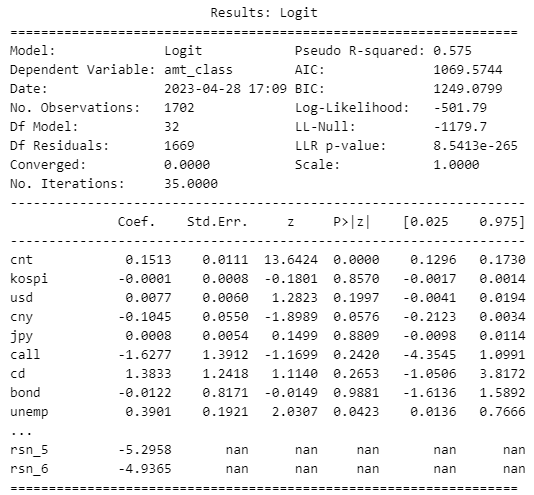 Results: Logit
=================================================================
Model: Logit Pseudo R-squared: 0.575
Dependent Variable: amt_class AIC: 1069.5744
Date: 2023-04-28 17:09 BIC: 1249.0799
No. Observations: 1702 Log-Likelihood: -501.79
Df Model: 32 LL-Null: -1179.7
Df Residuals: 1669 LLR p-value: 8.5413e-265
Converged: 0.0000 Scale: 1.0000
No. Iterations: 35.0000
-----------------------------------------------------------------
Coef. Std.Err. z P>|z| [0.025 0.975]
-----------------------------------------------------------------
cnt 0.1513 0.0111 13.6424 0.0000 0.1296 0.1730
kospi -0.0001 0.0008 -0.1801 0.8570 -0.0017 0.0014
usd 0.0077 0.0060 1.2823 0.1997 -0.0041 0.0194
cny -0.1045 0.0550 -1.8989 0.0576 -0.2123 0.0034
jpy 0.0008 0.0054 0.1499 0.8809 -0.0098 0.0114
call -1.6277 1.3912 -1.1699 0.2420 -4.3545 1.0991
cd 1.3833 1.2418 1.1140 0.2653 -1.0506 3.8172
bond -0.0122 0.8171 -0.0149 0.9881 -1.6136 1.5892
unemp 0.3901 0.1921 2.0307 0.0423 0.0136 0.7666
...
rsn_5 -5.2958 nan nan nan nan nan
rsn_6 -4.9365 nan nan nan nan nan
=================================================================